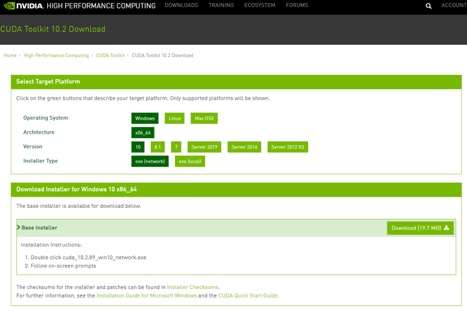 NVIDIA. HIGH PERFORMANCE COMPUTING DOWNLOADS TRAINING ECOSYSTEM FORUMS ACCOUNT
CUDA Toolkit 10.2 Download
Home > High-Performance Computing > CUDA Toolkit > CUDA Toolkit 10.2 Download
Select Target Platform
Click on the green buttons that describe your target platform. Only supported platforms will be shown.
Operating System Windows Linux Mac OSX
Architecture x86_64
Version 10 8.1 7 Server 2019 Server 2016 Server 2012 R2
Installer Type exe (network) exe (local)
Download Installer for Windows 10 x86_64
The base installer is available for download below.
> Base Installer Download [19.7 MB]
Installation Instructions:
1. Double click cuda_10.2.89_win10_network.exe
2. Follow on-screen prompts
The checksums for the installer and patches can be found in Installer Checksums.
For further information, see the Installation Guide for Microsoft Windows and the CUDA Quick Start Guide.